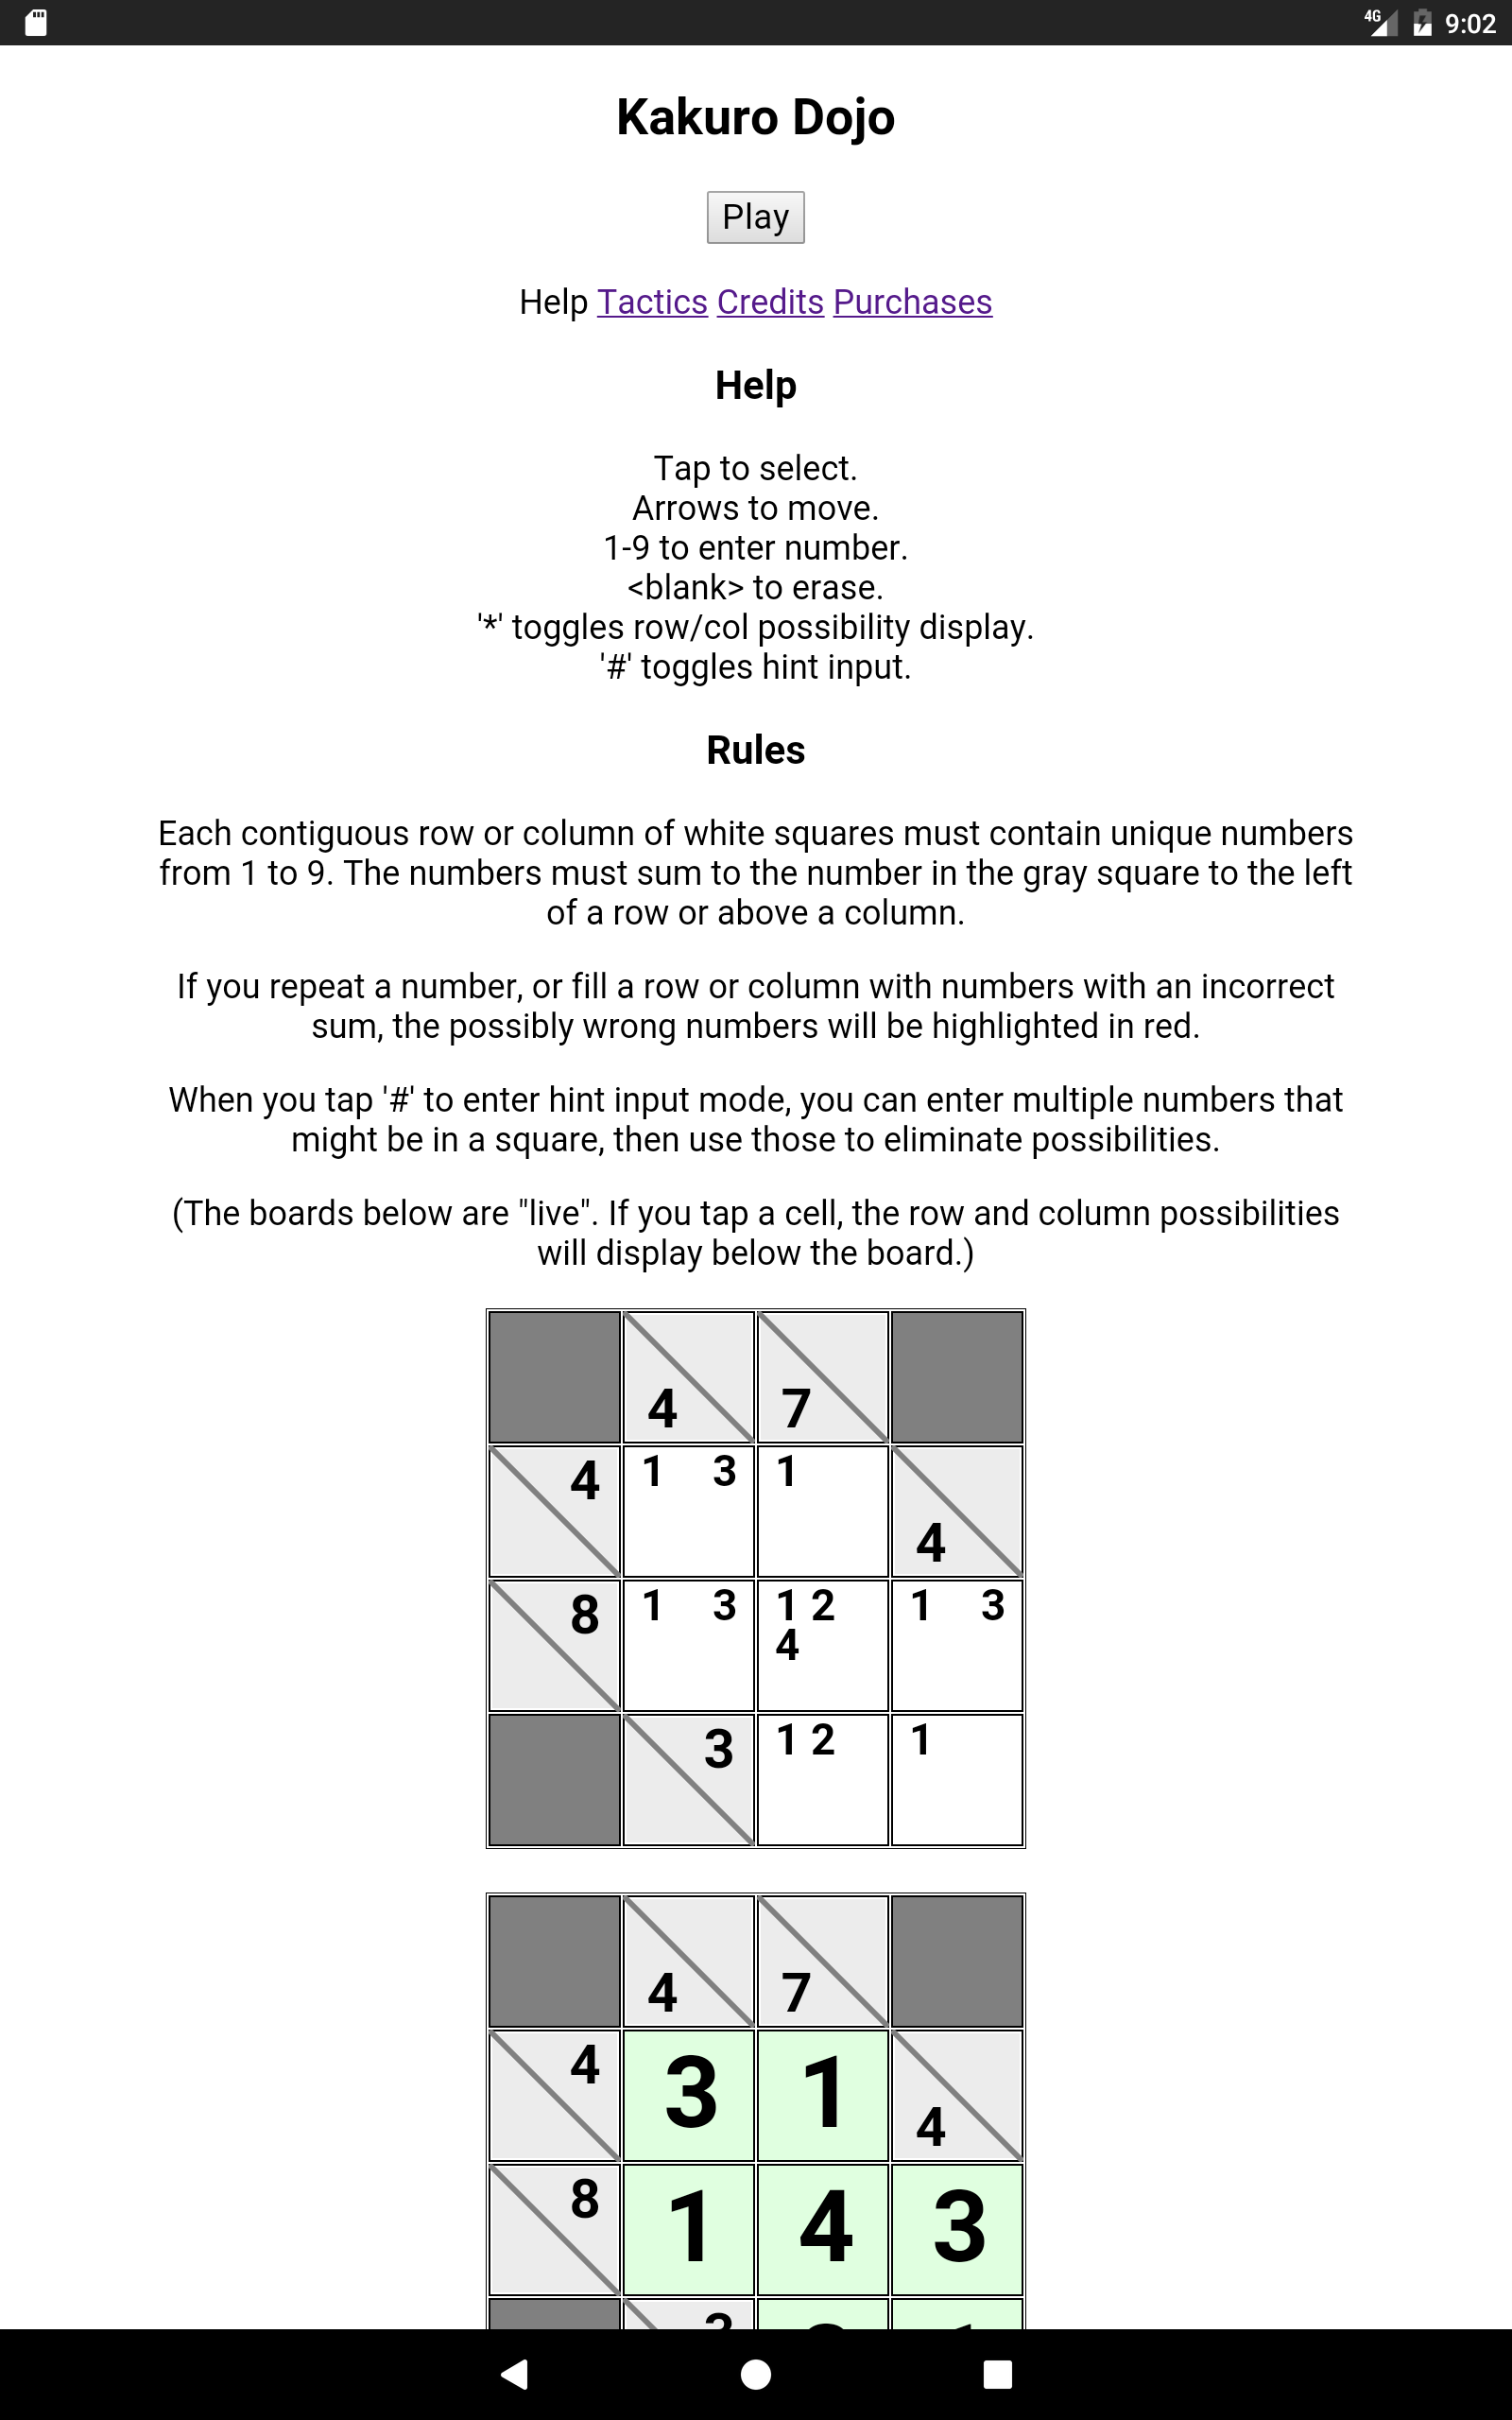 4G 9:02
Kakuro Dojo
Play
Help Tactics Credits Purchases
Help
Tap to select.
Arrows to move.
1-9 to enter number.
<blank> to erase.
'*' toggles row/col possibility display.
'#' toggles hint input.
Rules
Each contiguous row or column of white squares must contain unique numbers
from 1 to 9. The numbers must sum to the number in the gray square to the left
of a row or above a column.
If you repeat a number, or fill a row or column with numbers with an incorrect
sum, the possibly wrong numbers will be highlighted in red.
When you tap '#' to enter hint input mode, you can enter multiple numbers that
might be in a square, then use those to eliminate possibilities.
(The boards below are "live". If you tap a cell, the row and column possibilities
will display below the board.)
4 7
4 1 3 1 4
8 1 3 1 2 1 3
4
3 1 2 1
4 7
4 3 1 4
8 1 4 3